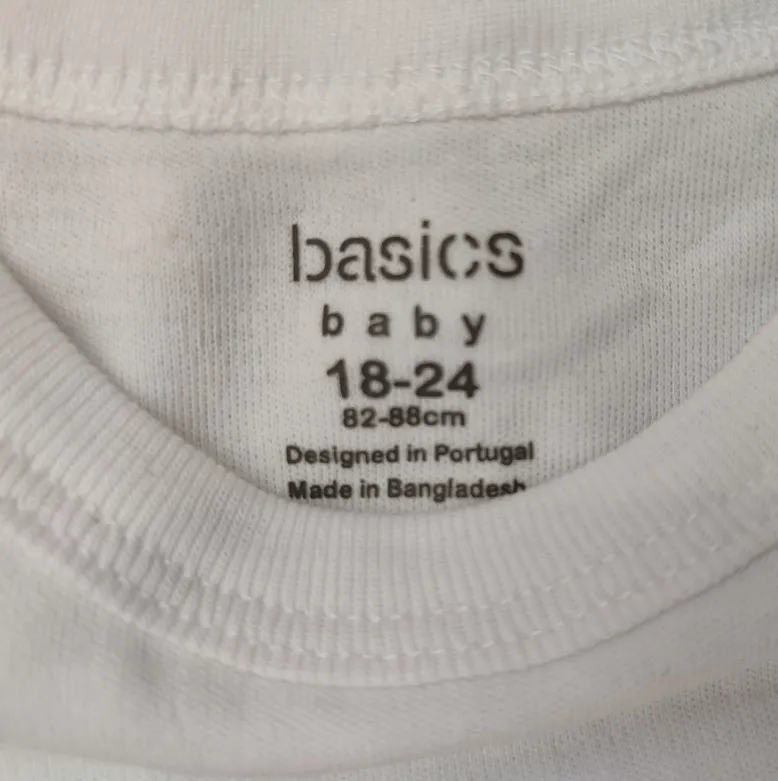 basics
baby
18-24
82-88cm
Designed in Portugal
Made in Bangladesh